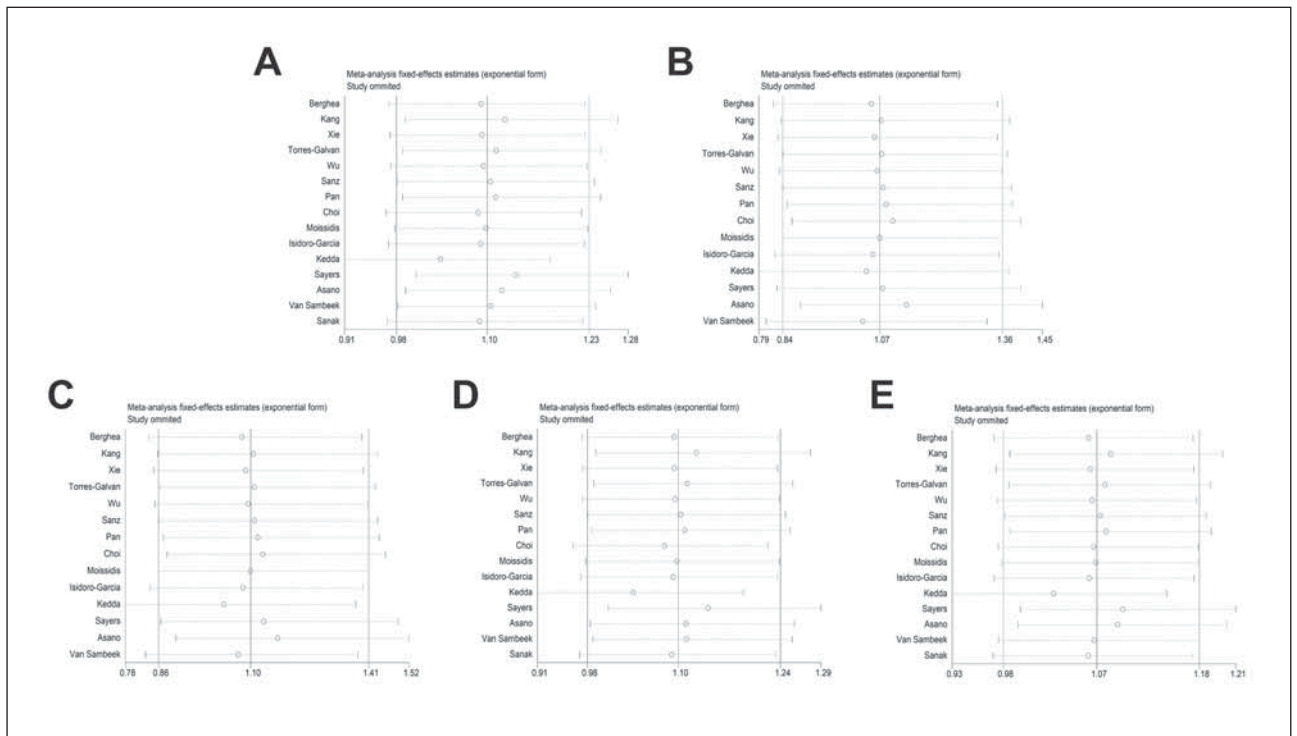 A
Meta-analysis fixed-effects estimates (exponential form)
Study ommited
Berghea
Kang
Xie
Torres-Galvan
Wu
Sanz
Pan
Choi
Moissidis
Isidoro-Garcia
Kedda
Sayers
Asano
Van Sambeek
Sanak
0.91 0.98 1.10 1.23 1.28
B
Meta-analysis fixed-effects estimates (exponential form)
Study ommited
Berghea
Kang
Xie
Torres-Galvan
Wu
Sanz
Pan
Choi
Moissidis
Isidoro-Garcia
Kedda
Sayers
Asano
Van Sambeek
0.79 0.84 1.07 1.36 1.45
C
Meta-analysis fixed-effects estimates (exponential form)
Study ommited
Berghea
Kang
Xie
Torres-Galvan
Wu
Sanz
Pan
Choi
Moissidis
Isidoro-Garcia
Kedda
Sayers
Asano
Van Sambeek
0.78 0.86 1.10 1.41 1.52
D
Meta-analysis fixed-effects estimates (exponential form)
Study ommited
Berghea
Kang
Xie
Torres-Galvan
Wu
Sanz
Pan
Choi
Moissidis
Isidoro-Garcia
Kedda
Sayers
Asano
Van Sambeek
Sanak
0.91 0.98 1.10 1.24 1.29
E
Meta-analysis fixed-effects estimates (exponential form)
Study ommited
Berghea
Kang
Xie
Torres-Galvan
Wu
Sanz
Pan
Choi
Moissidis
Isidoro-Garcia
Kedda
Sayers
Asano
Van Sambeek
Sanak
0.93 0.98 1.07 1.18 1.21